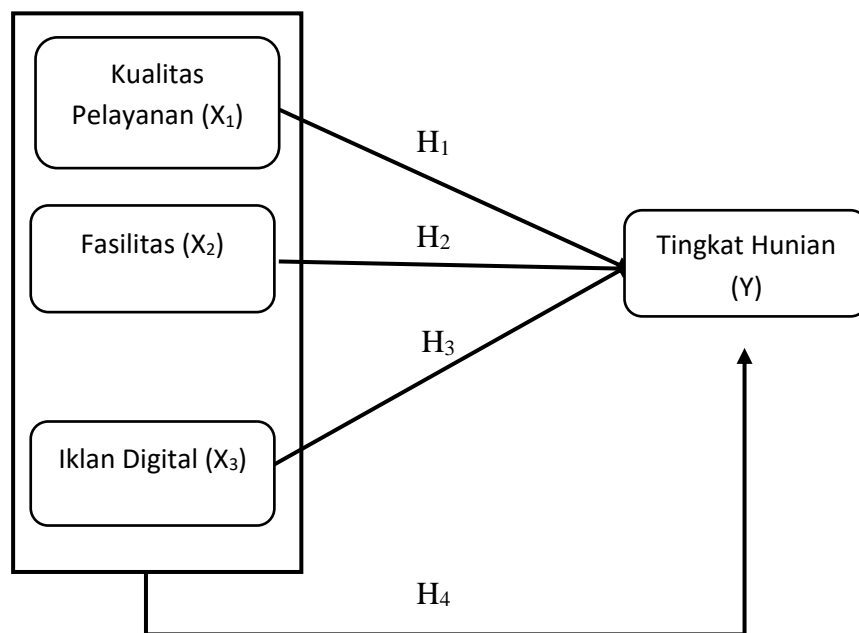 Kualitas
Pelayanan (X₁)
H₁
Fasilitas (X₂)
H₂
Tingkat Hunian
(Y)
H₃
Iklan Digital (X₃)
H₄